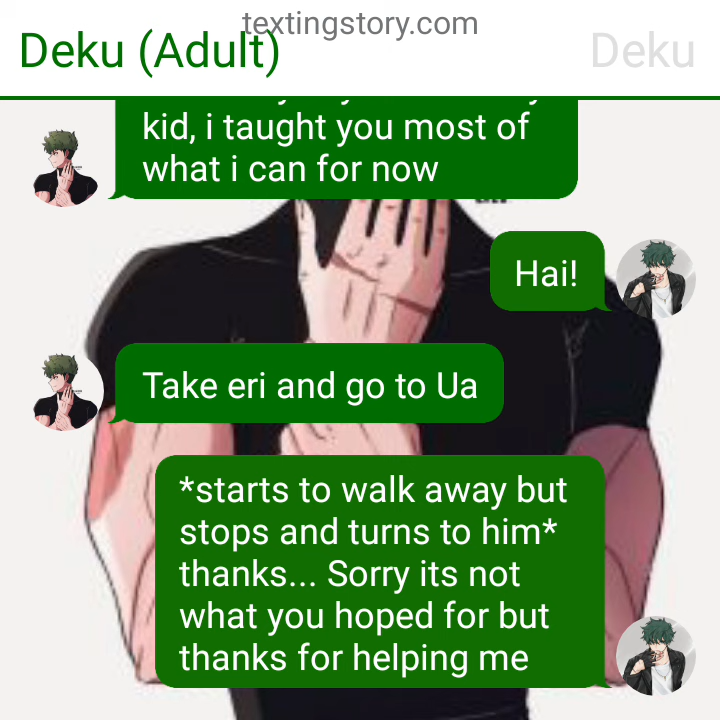 textingstory.com
Deku (Adult)
Deku
kid, i taught you most of
what i can for now
Hai!
Take eri and go to Ua
*starts to walk away but
stops and turns to him*
thanks... Sorry its not
what you hoped for but
thanks for helping me